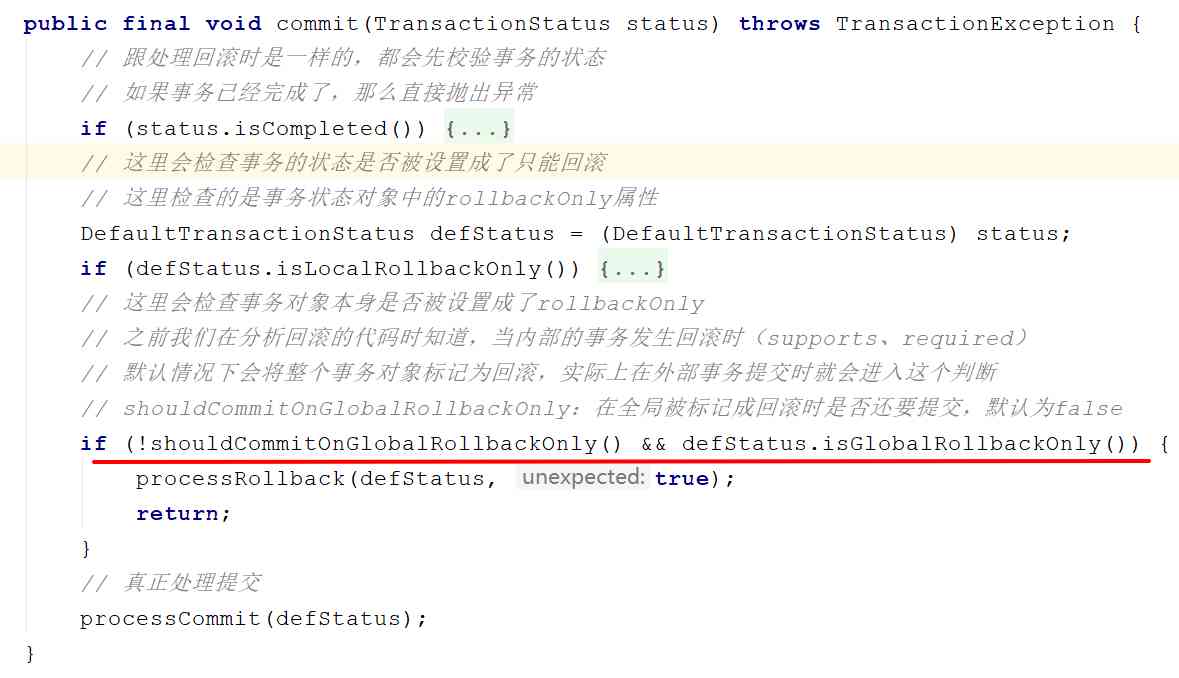 public final void commit(TransactionStatus status) throws TransactionException {
// 跟处理回滚时是一样的，都会先校验事务的状态
// 如果事务已经完成了，那么直接抛出异常
if (status.isCompleted()) {...}
// 这里会检查事务的状态是否被设置成了只能回滚
// 这里检查的是事务状态对象中的rollbackOnly属性
DefaultTransactionStatus defStatus = (DefaultTransactionStatus) status;
if (defStatus.isLocalRollbackOnly()) {...}
// 这里会检查事务对象本身是否被设置成了rollbackOnly
// 之前我们在分析回滚的代码时知道，当内部的事务发生回滚时（supports、required）
// 默认情况下会将整个事务对象标记为回滚，实际上在外部事务提交时就会进入这个判断
// shouldCommitOnGlobalRollbackOnly：在全局被标记成回滚时是否还要提交，默认为false
if (!shouldCommitOnGlobalRollbackOnly() && defStatus.isGlobalRollbackOnly()) {
processRollback(defStatus, unexpected: true);
return;
}
// 真正处理提交
processCommit(defStatus);
}